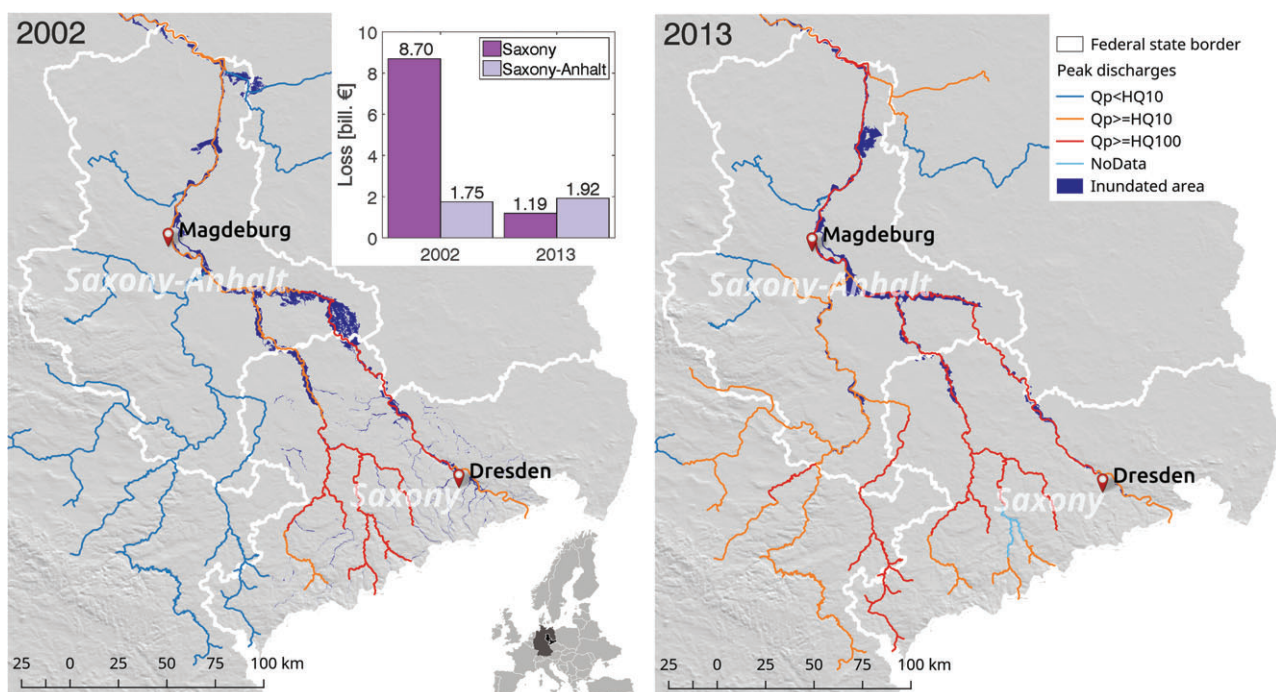 2002
10
8
6
4
2
0
Loss [bill. €]
8.70
1.75
1.19
1.92
2002
2013
Saxony
Saxony-Anhalt
Magdeburg
Saxony-Anhalt
Dresden
Saxony
25 0 25 50 75 100 km
2013
Federal state border
Peak discharges
Qp<HQ10
Qp>=HQ10
Qp>=HQ100
NoData
Inundated area
Magdeburg
Saxony-Anhalt
Dresden
Saxony
25 0 25 50 75 100 km